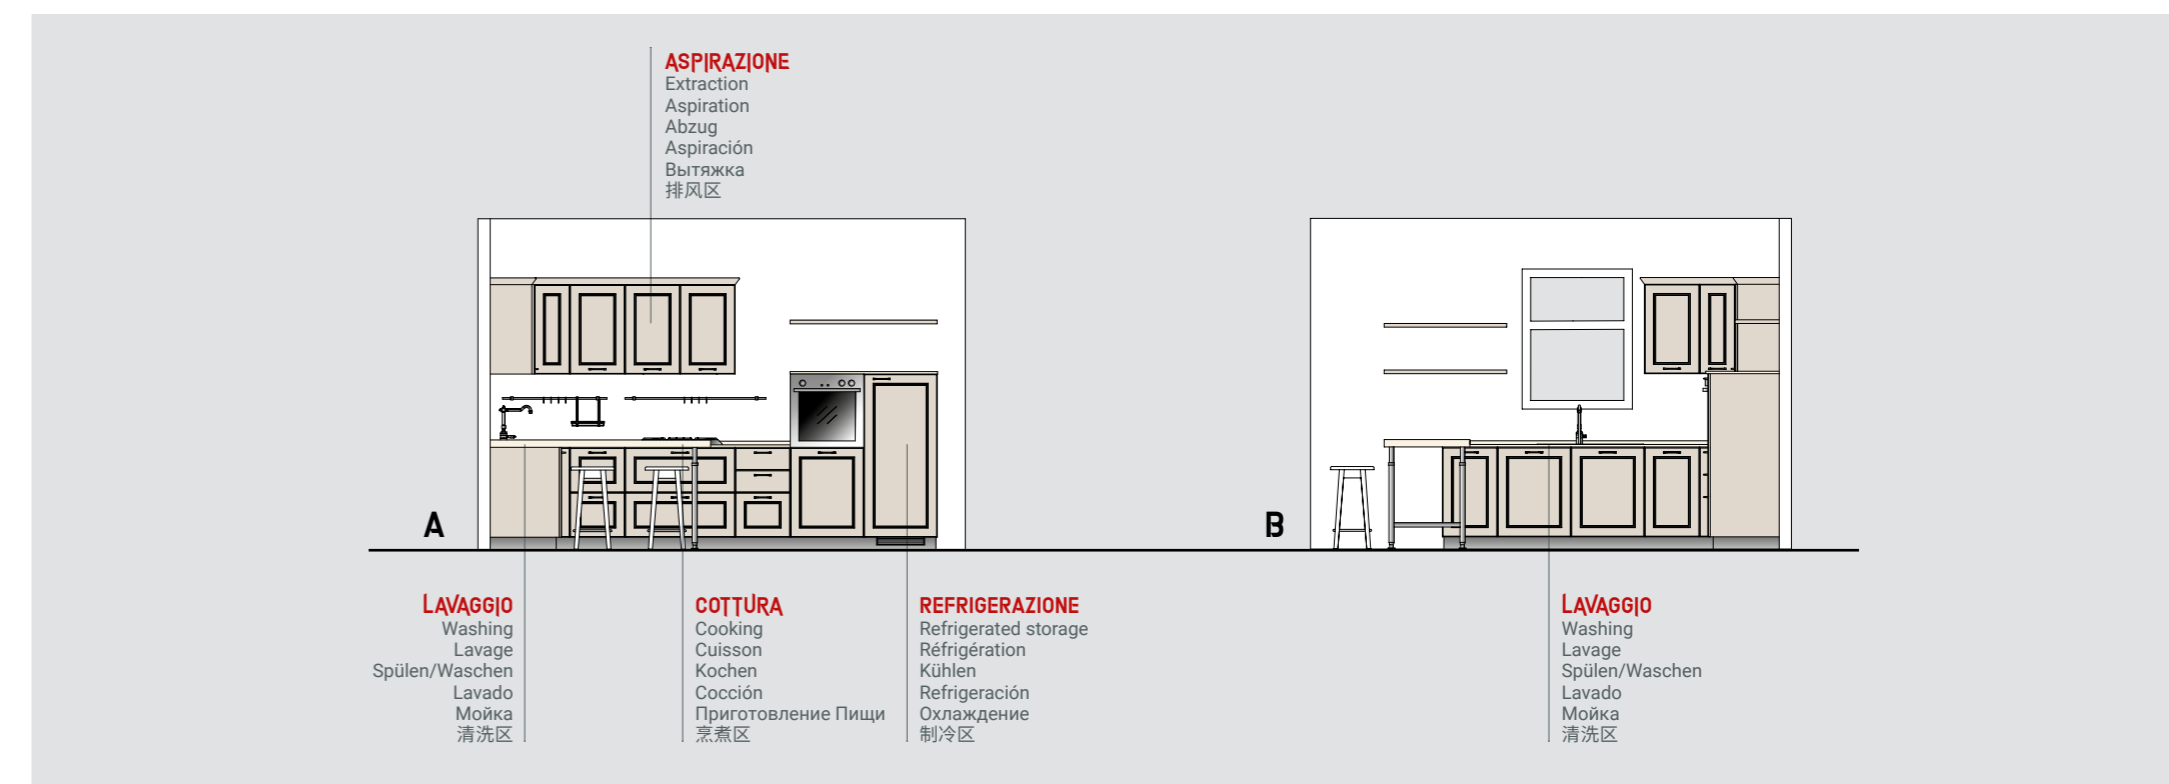 ASPIRAZIONE
Extraction
Aspiration
Abzug
Aspiración
Вытяжка
排风区
A
B
LAVAGGIO
Washing
Lavage
Spülen/Waschen
Lavado
Мойка
清洗区
COTTURA
Cooking
Cuisson
Kochen
Cocción
Приготовление Пищи
烹煮区
REFRIGERAZIONE
Refrigerated storage
Réfrigération
Kühlen
Refrigeración
Охлаждение
制冷区
LAVAGGIO
Washing
Lavage
Spülen/Waschen
Lavado
Мойка
清洗区